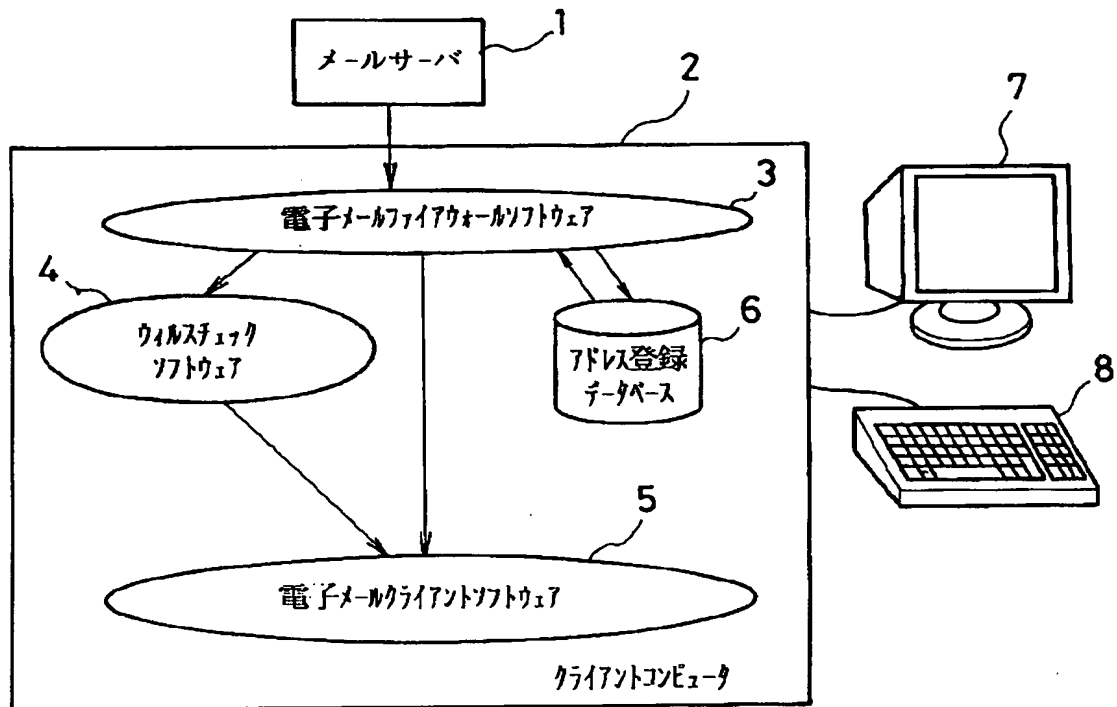 1
メールサーバ
2
7
3
電子ﾒｰﾙﾌｧｲｱｳｫｰﾙｿﾌﾄｳｪｱ
4
ｳｨﾙｽﾁｪｯｸ
ｿﾌﾄｳｪｱ
6
ｱﾄﾞﾚｽ登録
ﾃﾞｰﾀﾍﾞｰｽ
8
5
電子ﾒｰﾙｸﾗｲｱﾝﾄｿﾌﾄｳｪｱ
ｸﾗｲｱﾝﾄｺﾝﾋﾟｭｰﾀ